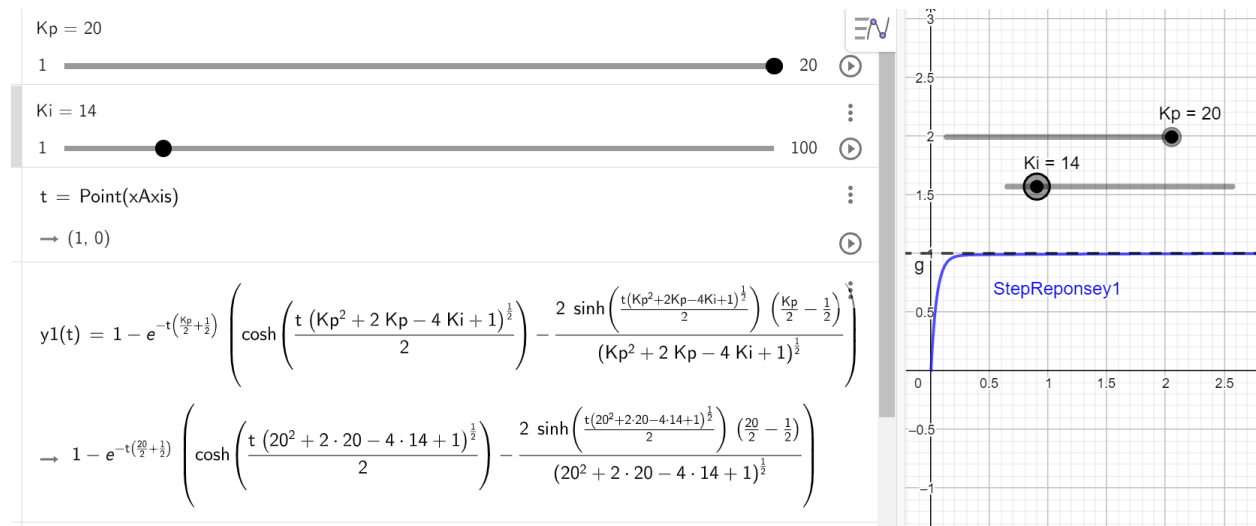 Kp = 20
1 20
Ki = 14
1 100
t = Point(xAxis)
→ (1, 0)
y1(t) = 1 − e^(−t(Kp/2 + 1/2)) (cosh(t (Kp² + 2 Kp − 4 Ki + 1)^(1/2) / 2) − 2 sinh(t(Kp²+2Kp−4Ki+1)^(1/2) / 2) (Kp/2 − 1/2) / (Kp² + 2 Kp − 4 Ki + 1)^(1/2))
→ 1 − e^(−t(20/2 + 1/2)) (cosh(t (20² + 2 · 20 − 4 · 14 + 1)^(1/2) / 2) − 2 sinh(t(20²+2·20−4·14+1)^(1/2) / 2) (20/2 − 1/2) / (20² + 2 · 20 − 4 · 14 + 1)^(1/2))
3
2.5
Kp = 20
2
Ki = 14
1.5
1
g
StepReponsey1
0.5
0 0.5 1 1.5 2 2.5
−0.5
−1